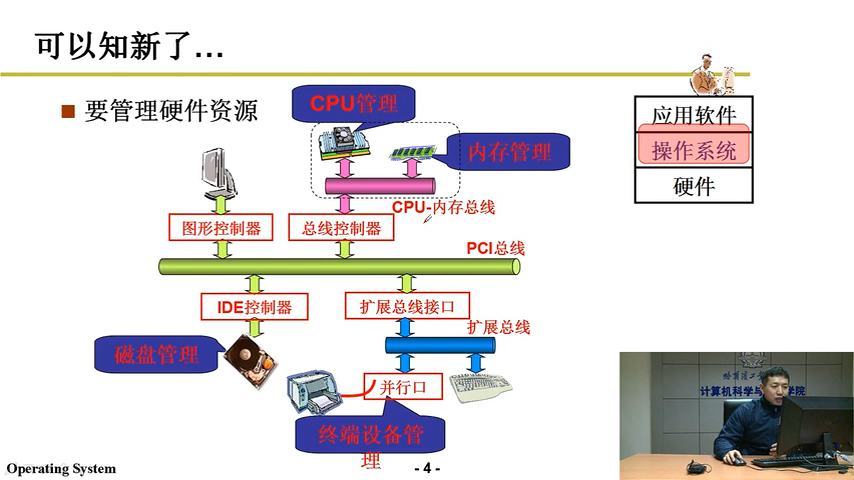 可以知新了…
要管理硬件资源
CPU管理
内存管理
应用软件
操作系统
硬件
CPU-内存总线
图形控制器
总线控制器
PCI总线
IDE控制器
扩展总线接口
扩展总线
磁盘管理
并行口
终端设备管
理
计算机科学与
学院
Operating System
- 4 -